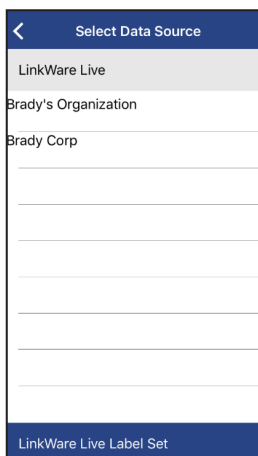 Select Data Source
LinkWare Live
Brady's Organization
Brady Corp
LinkWare Live Label Set